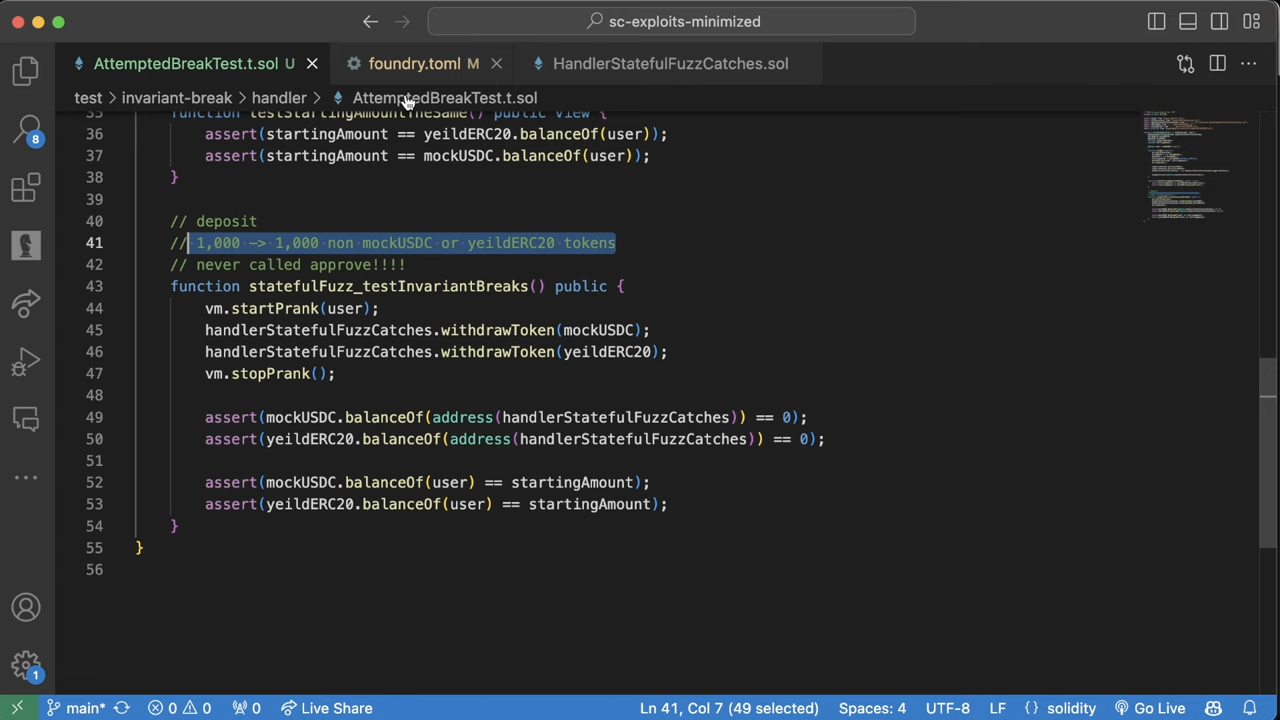 sc-exploits-minimized
AttemptedBreakTest.t.sol U
foundry.toml M
HandlerStatefulFuzzCatches.sol
test > invariant-break > handler > AttemptedBreakTest.t.sol
35 function testStartingAmountTheSame() public view {
36 assert(startingAmount == yeildERC20.balanceOf(user));
37 assert(startingAmount == mockUSDC.balanceOf(user));
38 }
39
40 // deposit
41 // 1,000 -> 1,000 non mockUSDC or yeildERC20 tokens
42 // never called approve!!!!
43 function statefulFuzz_testInvariantBreaks() public {
44 vm.startPrank(user);
45 handlerStatefulFuzzCatches.withdrawToken(mockUSDC);
46 handlerStatefulFuzzCatches.withdrawToken(yeildERC20);
47 vm.stopPrank();
48
49 assert(mockUSDC.balanceOf(address(handlerStatefulFuzzCatches)) == 0);
50 assert(yeildERC20.balanceOf(address(handlerStatefulFuzzCatches)) == 0);
51
52 assert(mockUSDC.balanceOf(user) == startingAmount);
53 assert(yeildERC20.balanceOf(user) == startingAmount);
54 }
55 }
56
8
1
main* 0 0 0 Live Share Ln 41, Col 7 (49 selected) Spaces: 4 UTF-8 LF {} solidity Go Live